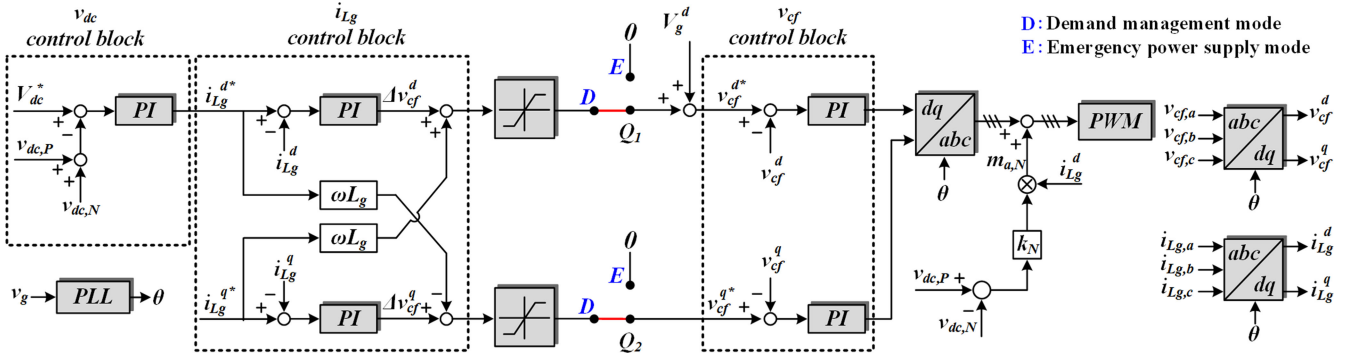 v_dc
control block
V_dc^*
+
−
PI
v_dc,P
+
+
v_dc,N
v_g
PLL
θ
i_Lg
control block
i_Lg^d*
+
−
i_Lg^d
PI
Δv_cf^d
+
+
ωL_g
ωL_g
i_Lg^q
−
i_Lg^q*
+
PI
Δv_cf^q
−
+
0
E
D
Q_1
0
E
D
Q_2
V_g^d
+
+
v_cf
control block
v_cf^d*
+
−
v_cf^d
PI
v_cf^q
−
v_cf^q*
+
PI
dq
abc
θ
+
+
m_a,N
i_Lg^d
k_N
v_dc,P
+
−
v_dc,N
PWM
D: Demand management mode
E: Emergency power supply mode
v_cf,a
v_cf,b
v_cf,c
abc
dq
v_cf^d
v_cf^q
θ
i_Lg,a
i_Lg,b
i_Lg,c
abc
dq
i_Lg^d
i_Lg^q
θ